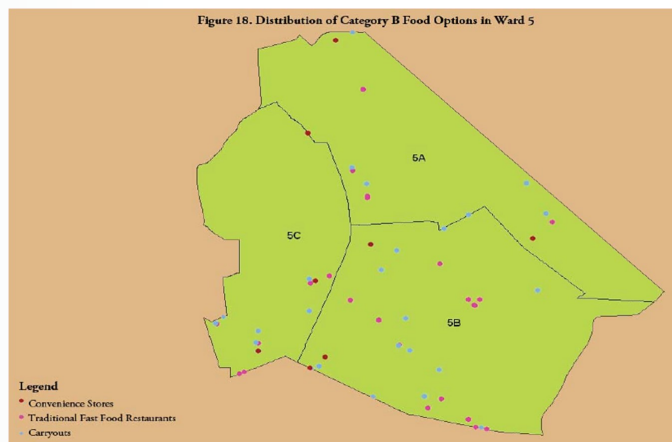 Figure 18. Distribution of Category B Food Options in Ward 5
5A
5C
5B
Legend
Convenience Stores
Traditional Fast Food Restaurants
Carryouts